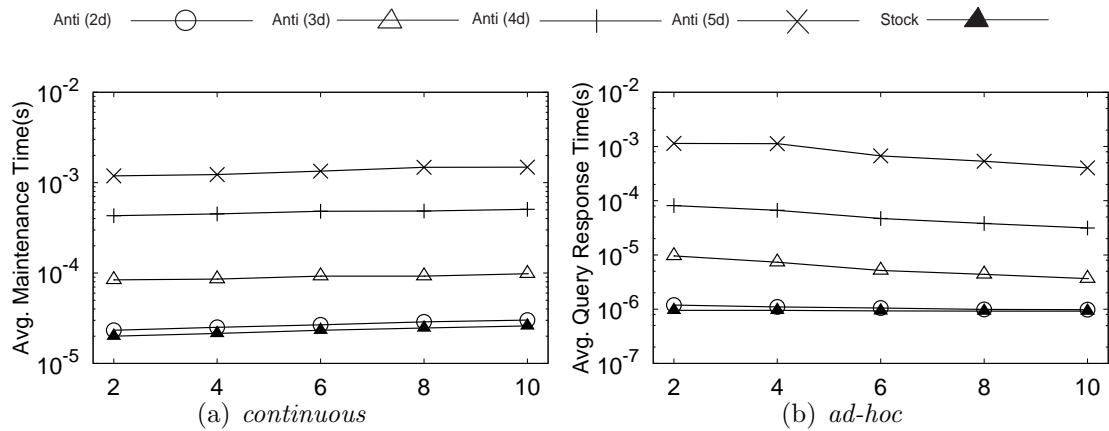 Anti (2d) Anti (3d) Anti (4d) Anti (5d) Stock
Avg. Maintenance Time(s)
10^-2
10^-3
10^-4
10^-5
2 4 6 8 10
(a) continuous
Avg. Query Response Time(s)
10^-2
10^-3
10^-4
10^-5
10^-6
10^-7
2 4 6 8 10
(b) ad-hoc